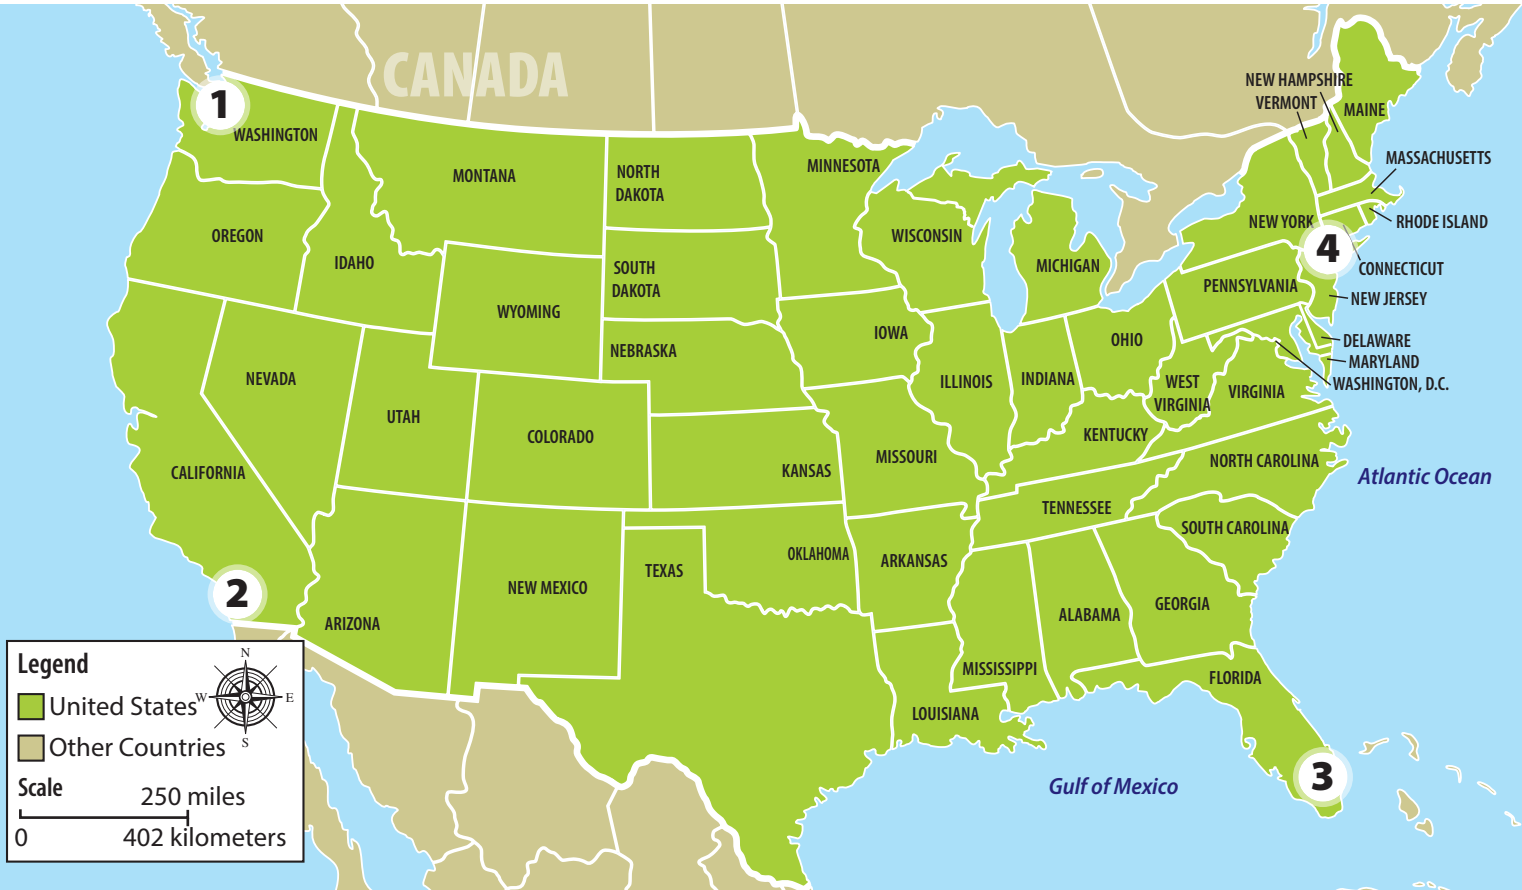 CANADA
NEW HAMPSHIRE
VERMONT
MAINE
1
WASHINGTON
MASSACHUSETTS
MONTANA
NORTH
DAKOTA
MINNESOTA
OREGON
IDAHO
WISCONSIN
NEW YORK
RHODE ISLAND
4
MICHIGAN
CONNECTICUT
SOUTH
DAKOTA
PENNSYLVANIA
NEW JERSEY
WYOMING
IOWA
OHIO
DELAWARE
NEBRASKA
MARYLAND
NEVADA
ILLINOIS
INDIANA
WEST
VIRGINIA
VIRGINIA
WASHINGTON, D.C.
UTAH
COLORADO
KENTUCKY
CALIFORNIA
KANSAS
MISSOURI
NORTH CAROLINA
Atlantic Ocean
TENNESSEE
SOUTH CAROLINA
OKLAHOMA
ARKANSAS
2
NEW MEXICO
TEXAS
ARIZONA
ALABAMA
GEORGIA
MISSISSIPPI
FLORIDA
LOUISIANA
3
Gulf of Mexico
Legend
N
W
E
S
United States
Other Countries
Scale
250 miles
0
402 kilometers